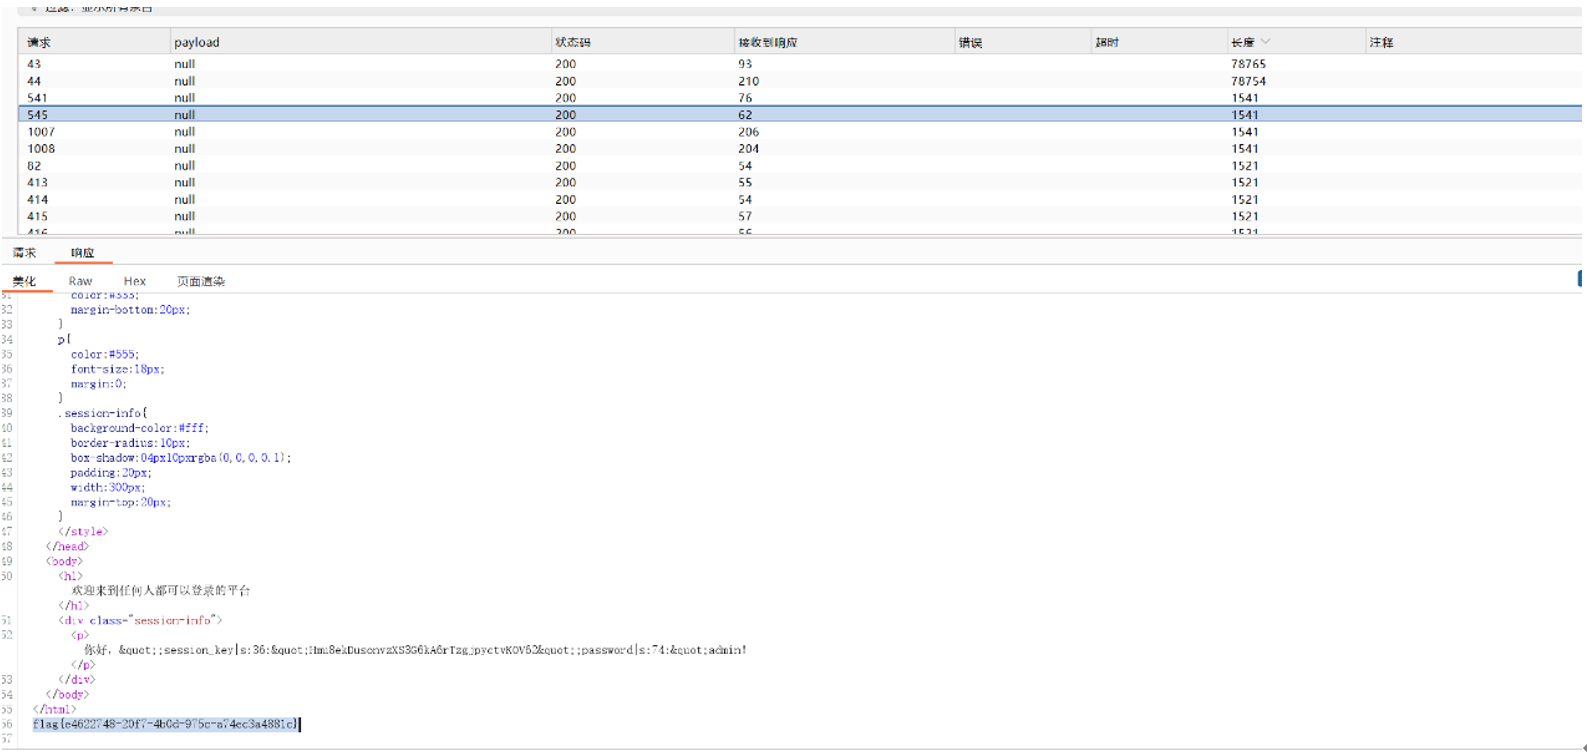 过滤：显示所有条目
请求 payload 状态码 接收到响应 错误 超时 长度 注释
43 null 200 93 78765
44 null 200 210 78754
541 null 200 76 1541
545 null 200 62 1541
1007 null 200 206 1541
1008 null 200 204 1541
82 null 200 54 1521
413 null 200 55 1521
414 null 200 54 1521
415 null 200 57 1521
416 null 200 56 1521
请求 响应
美化 Raw Hex 页面渲染
31 color:#333;
32 margin-bottom:20px;
33 }
34 p{
35 color:#555;
36 font-size:18px;
37 margin:0;
38 }
39 .session-info{
40 background-color:#fff;
41 border-radius:10px;
42 box-shadow:04px10pxrgba(0,0,0,0.1);
43 padding:20px;
44 width:300px;
45 margin-top:20px;
46 }
47 </style>
48 </head>
49 <body>
50 <h1>
欢迎来到任何人都可以登录的平台
</h1>
51 <div class="session-info">
52 <p>
你好，&quot;;session_key|s:36:&quot;Hmu8ekDusonvzXS3G6kA6rTzgjpyctvKOV62&quot;;password|s:74:&quot;admin!
</p>
53 </div>
54 </body>
55 </html>
56 flag{e4622748-20f7-4b0d-975c-a74ec3a4881c}
57